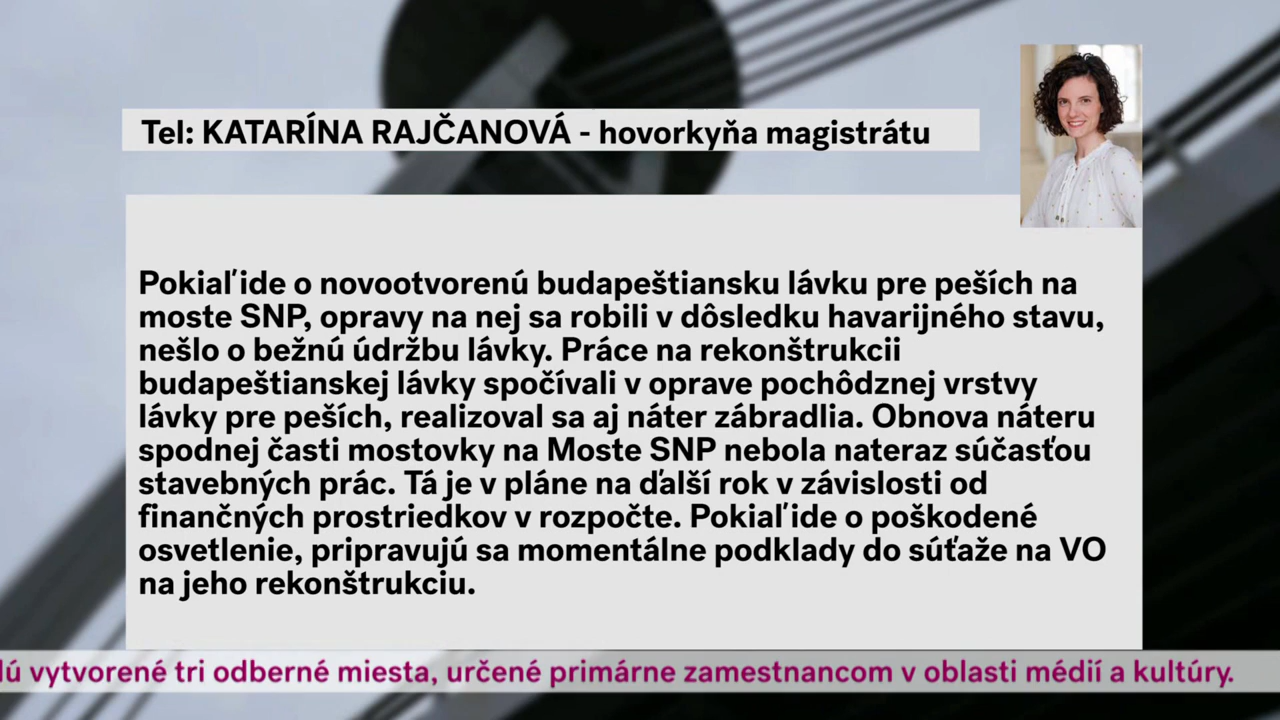 Tel: KATARÍNA RAJČANOVÁ - hovorkyňa magistrátu
Pokiaľ ide o novootvorenú budapeštiansku lávku pre peších na
moste SNP, opravy na nej sa robili v dôsledku havarijného stavu,
nešlo o bežnú údržbu lávky. Práce na rekonštrukcii
budapeštianskej lávky spočívali v oprave pochôdznej vrstvy
lávky pre peších, realizoval sa aj náter zábradlia. Obnova náteru
spodnej časti mostovky na Moste SNP nebola nateraz súčasťou
stavebných prác. Tá je v pláne na ďalší rok v závislosti od
finančných prostriedkov v rozpočte. Pokiaľ ide o poškodené
osvetlenie, pripravujú sa momentálne podklady do súťaže na VO
na jeho rekonštrukciu.
vytvorené tri odberné miesta, určené primárne zamestnancom v oblasti médií a kultúry.